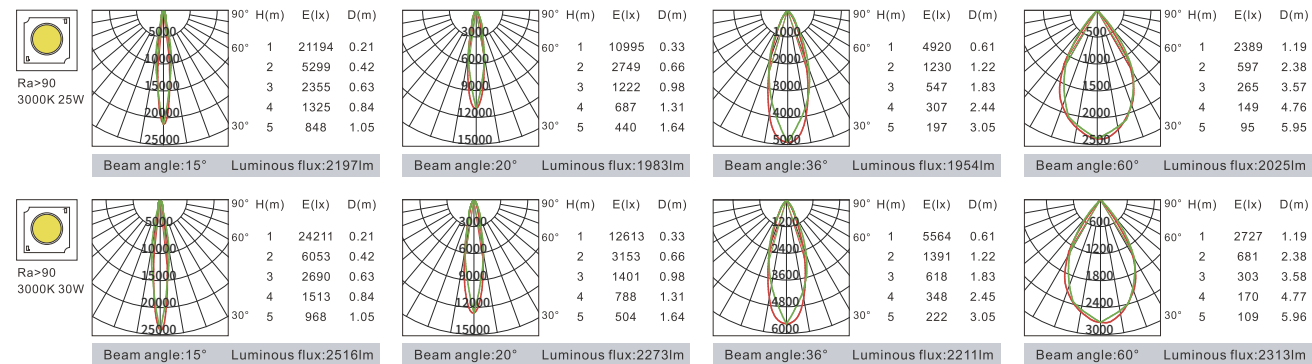 Ra>90
3000K 25W
5000
10000
15000
20000
25000
90° H(m) E(lx) D(m)
60° 1 21194 0.21
2 5299 0.42
3 2355 0.63
4 1325 0.84
30° 5 848 1.05
Beam angle:15° Luminous flux:2197lm
3000
6000
9000
12000
15000
90° H(m) E(lx) D(m)
60° 1 10995 0.33
2 2749 0.66
3 1222 0.98
4 687 1.31
30° 5 440 1.64
Beam angle:20° Luminous flux:1983lm
1000
2000
3000
4000
5000
90° H(m) E(lx) D(m)
60° 1 4920 0.61
2 1230 1.22
3 547 1.83
4 307 2.44
30° 5 197 3.05
Beam angle:36° Luminous flux:1954lm
500
1000
1500
2000
2500
90° H(m) E(lx) D(m)
60° 1 2389 1.19
2 597 2.38
3 265 3.57
4 149 4.76
30° 5 95 5.95
Beam angle:60° Luminous flux:2025lm
Ra>90
3000K 30W
5000
10000
15000
20000
25000
90° H(m) E(lx) D(m)
60° 1 24211 0.21
2 6053 0.42
3 2690 0.63
4 1513 0.84
30° 5 968 1.05
Beam angle:15° Luminous flux:2516lm
3000
6000
9000
12000
15000
90° H(m) E(lx) D(m)
60° 1 12613 0.33
2 3153 0.66
3 1401 0.98
4 788 1.31
30° 5 504 1.64
Beam angle:20° Luminous flux:2273lm
1200
2400
3600
4800
6000
90° H(m) E(lx) D(m)
60° 1 5564 0.61
2 1391 1.22
3 618 1.83
4 348 2.45
30° 5 222 3.05
Beam angle:36° Luminous flux:2211lm
600
1200
1800
2400
3000
90° H(m) E(lx) D(m)
60° 1 2727 1.19
2 681 2.38
3 303 3.58
4 170 4.77
30° 5 109 5.96
Beam angle:60° Luminous flux:2313lm